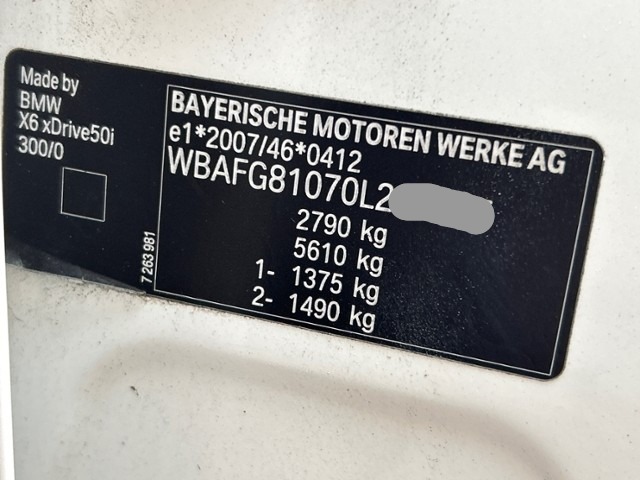 Made by
BMW
X6 xDrive50i
300/0
7 263 981
BAYERISCHE MOTOREN WERKE AG
e1*2007/46*0412
WBAFG81070L2
2790 kg
5610 kg
1- 1375 kg
2- 1490 kg